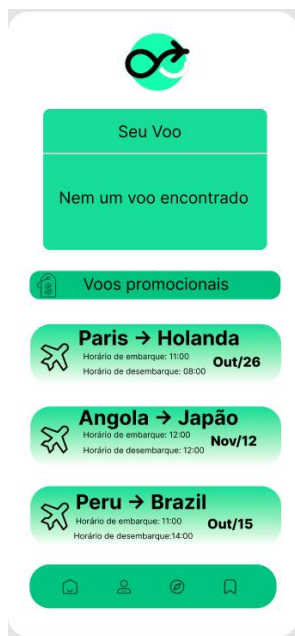 Seu Voo
Nem um voo encontrado
Voos promocionais
Paris → Holanda
Horário de embarque: 11:00
Out/26
Horário de desembarque: 08:00
Angola → Japão
Horário de embarque: 12:00
Nov/12
Horário de desembarque: 12:00
Peru → Brazil
Horário de embarque: 11:00
Out/15
Horário de desembarque:14:00